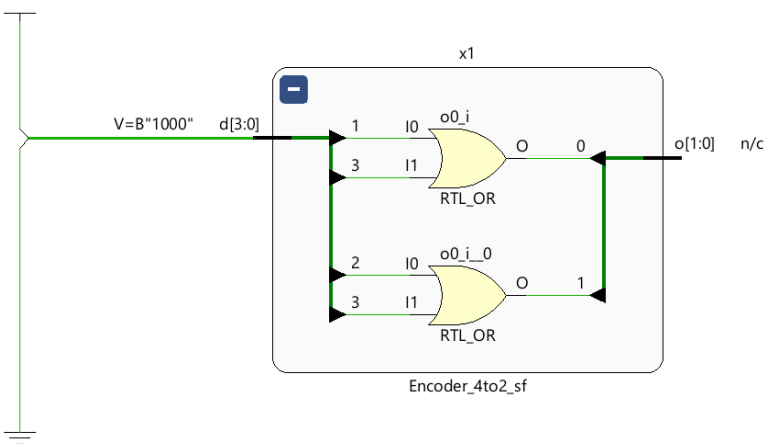 x1
V=B"1000" d[3:0]
1 I0 o0_i O 0
3 I1
RTL_OR
o[1:0] n/c
2 I0 o0_i__0 O 1
3 I1
RTL_OR
Encoder_4to2_sf